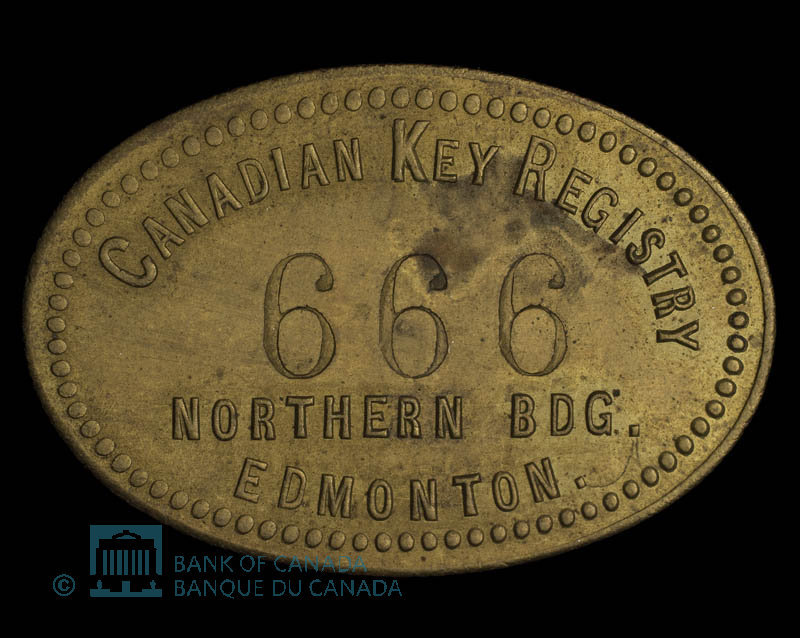 CANADIAN KEY REGISTRY
666
NORTHERN BDG.
EDMONTON.
© BANK OF CANADA
BANQUE DU CANADA